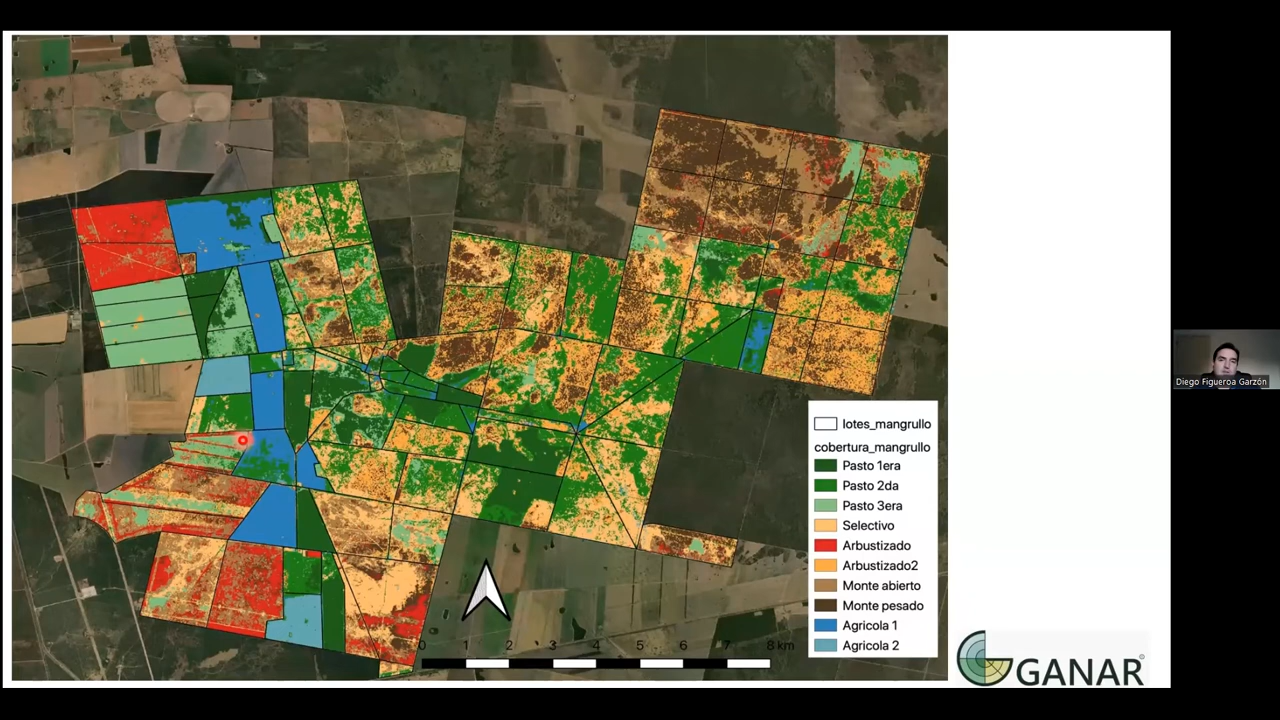 lotes_mangrullo
cobertura_mangrullo
Pasto 1era
Pasto 2da
Pasto 3era
Selectivo
Arbustizado
Arbustizado2
Monte abierto
Monte pesado
Agricola 1
Agricola 2
0 1 2 3 4 5 6 7 8 km
GANAR
Diego Figueroa Garzón